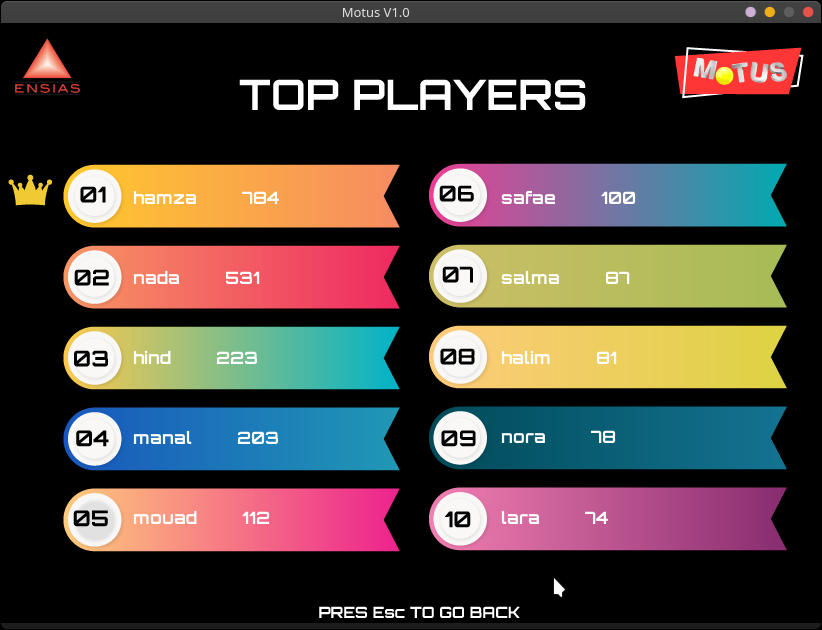 Motus V1.0
ENSIAS
MOTUS
TOP PLAYERS
01 hamza 784
02 nada 531
03 hind 223
04 manal 203
05 mouad 112
06 safae 100
07 salma 87
08 halim 81
09 nora 78
10 lara 74
PRES Esc TO GO BACK